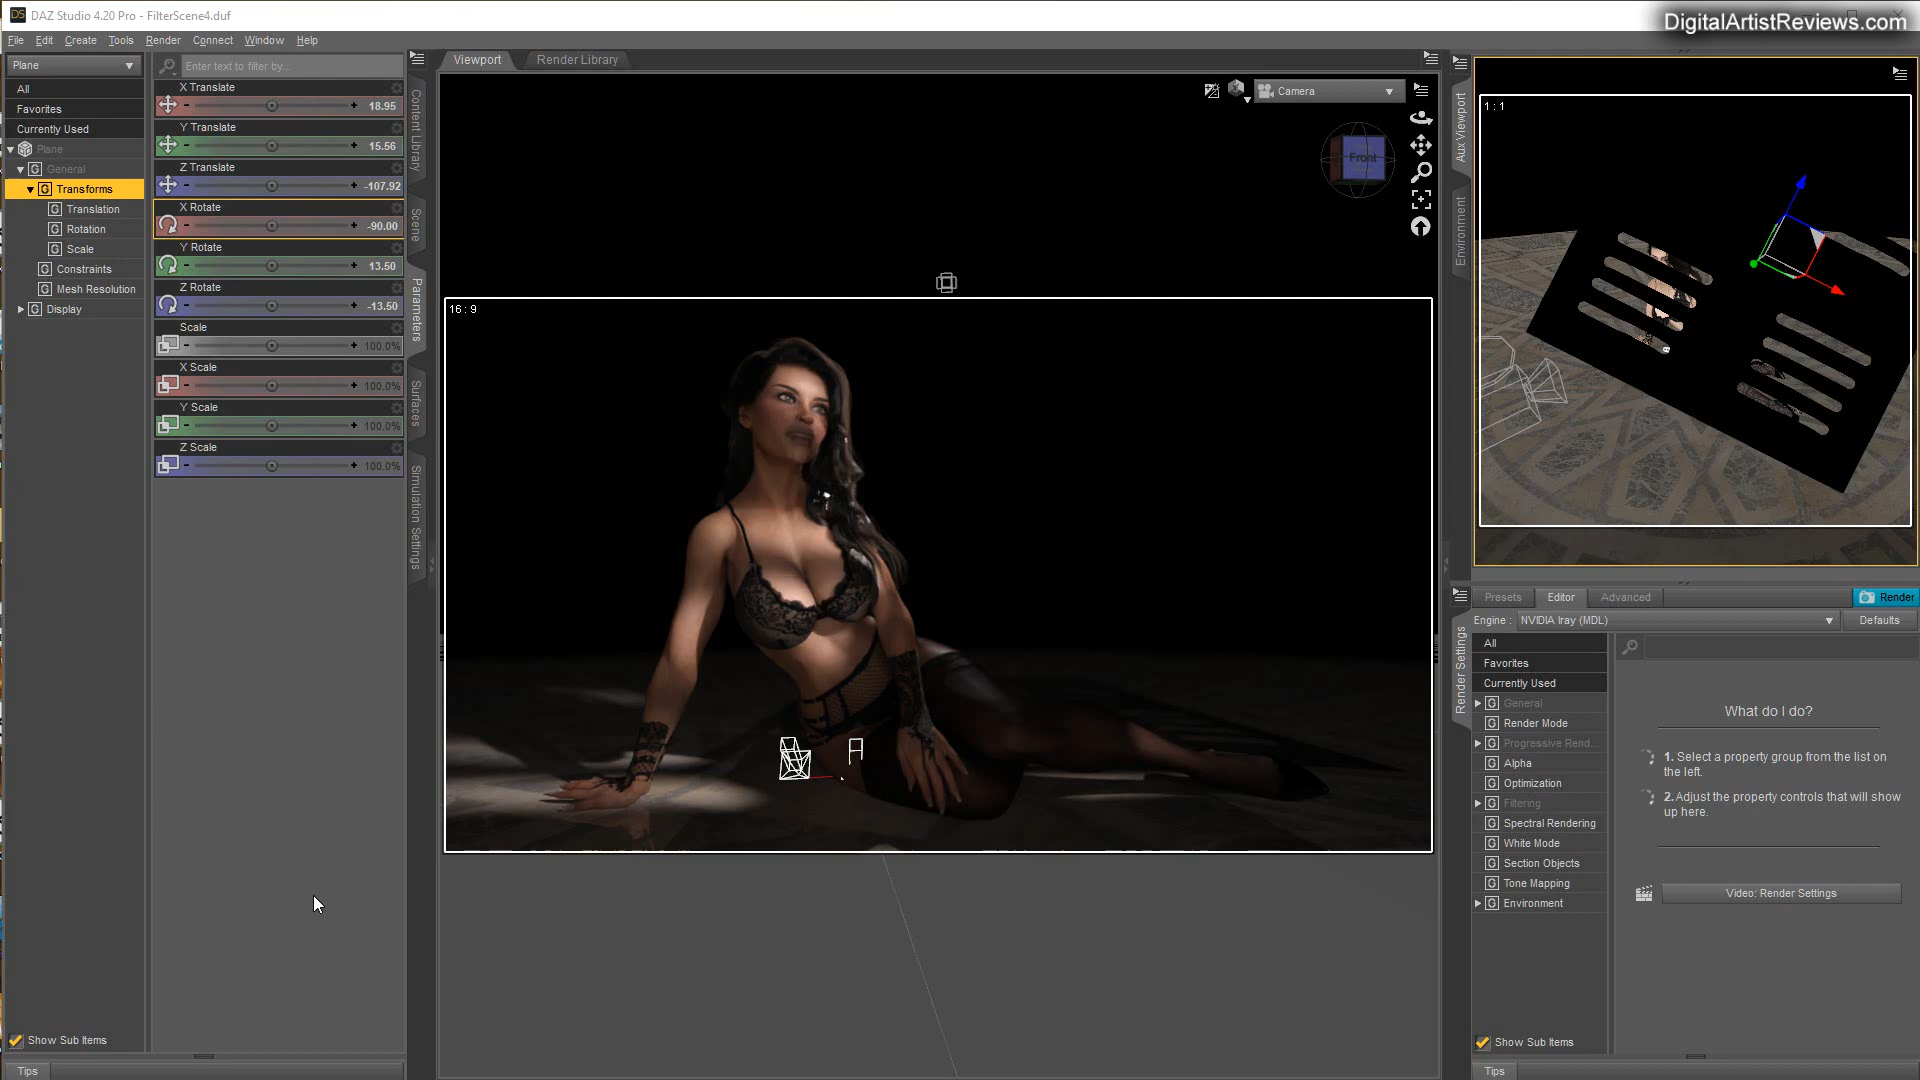 DS DAZ Studio 4.20 Pro - FilterScene4.duf
DigitalArtistReviews.com
File Edit Create Tools Render Connect Window Help
Plane
All
Favorites
Currently Used
Plane
General
Transforms
Translation
Rotation
Scale
Constraints
Mesh Resolution
Display
Show Sub Items
Tips
Enter text to filter by...
X Translate
18.95
Y Translate
15.56
Z Translate
-107.92
X Rotate
-90.00
Y Rotate
13.50
Z Rotate
-13.50
Scale
100.0%
X Scale
100.0%
Y Scale
100.0%
Z Scale
100.0%
Content Library
Scene
Parameters
Surfaces
Simulation Settings
Viewport
Render Library
Camera
Front
16 : 9
Aux Viewport
Environment
1 : 1
Render Settings
Presets
Editor
Advanced
Render
Engine :
NVIDIA Iray (MDL)
Defaults
All
Favorites
Currently Used
General
Render Mode
Progressive Rend...
Alpha
Optimization
Filtering
Spectral Rendering
White Mode
Section Objects
Tone Mapping
Environment
Show Sub Items
Tips
What do I do?
1. Select a property group from the list on
the left.
2. Adjust the property controls that will show
up here.
Video: Render Settings